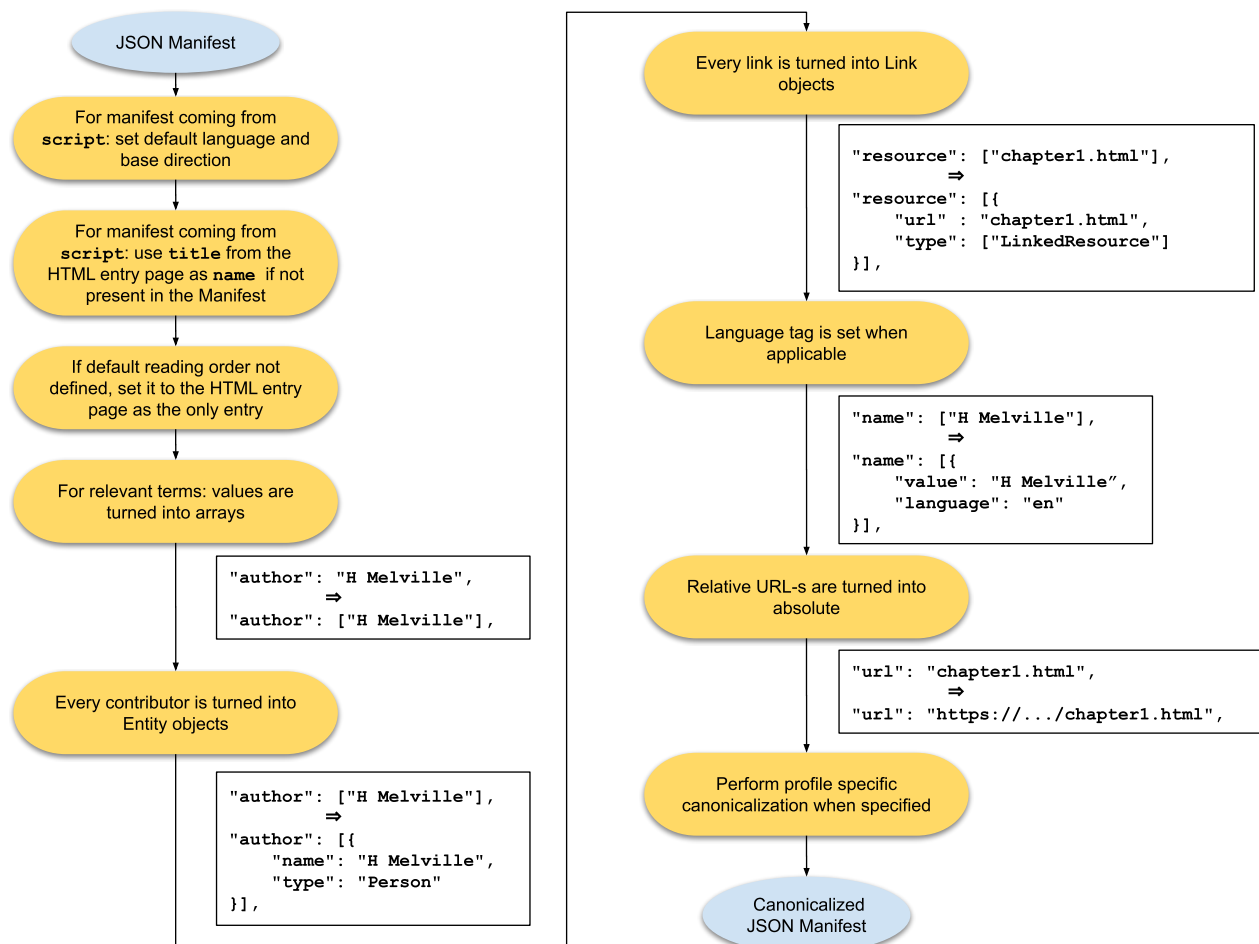 JSON Manifest
For manifest coming from
script: set default language and
base direction
For manifest coming from
script: use title from the
HTML entry page as name if not
present in the Manifest
If default reading order not
defined, set it to the HTML entry
page as the only entry
For relevant terms: values are
turned into arrays
"author": "H Melville",
⇒
"author": ["H Melville"],
Every contributor is turned into
Entity objects
"author": ["H Melville"],
⇒
"author": [{
"name": "H Melville",
"type": "Person"
}],
Every link is turned into Link
objects
"resource": ["chapter1.html"],
⇒
"resource": [{
"url" : "chapter1.html",
"type": ["LinkedResource"]
}],
Language tag is set when
applicable
"name": ["H Melville"],
⇒
"name": [{
"value": "H Melville”,
"language": "en"
}],
Relative URL-s are turned into
absolute
"url": "chapter1.html",
⇒
"url": "https://.../chapter1.html",
Perform profile specific
canonicalization when specified
Canonicalized
JSON Manifest